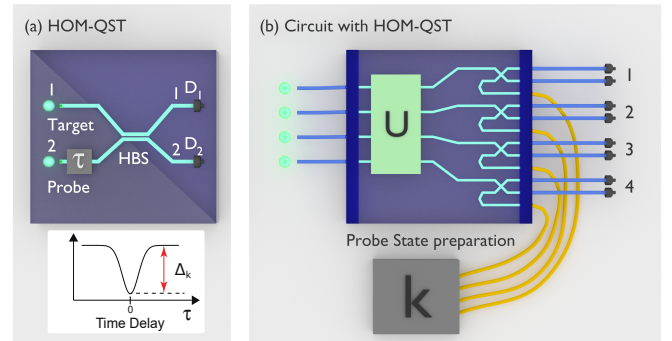 (a) HOM-QST
1
1 D1
Target
2
τ
HBS
2 D2
Probe
Δk
0
Time Delay
τ
(b) Circuit with HOM-QST
U
1
2
3
4
Probe State preparation
k